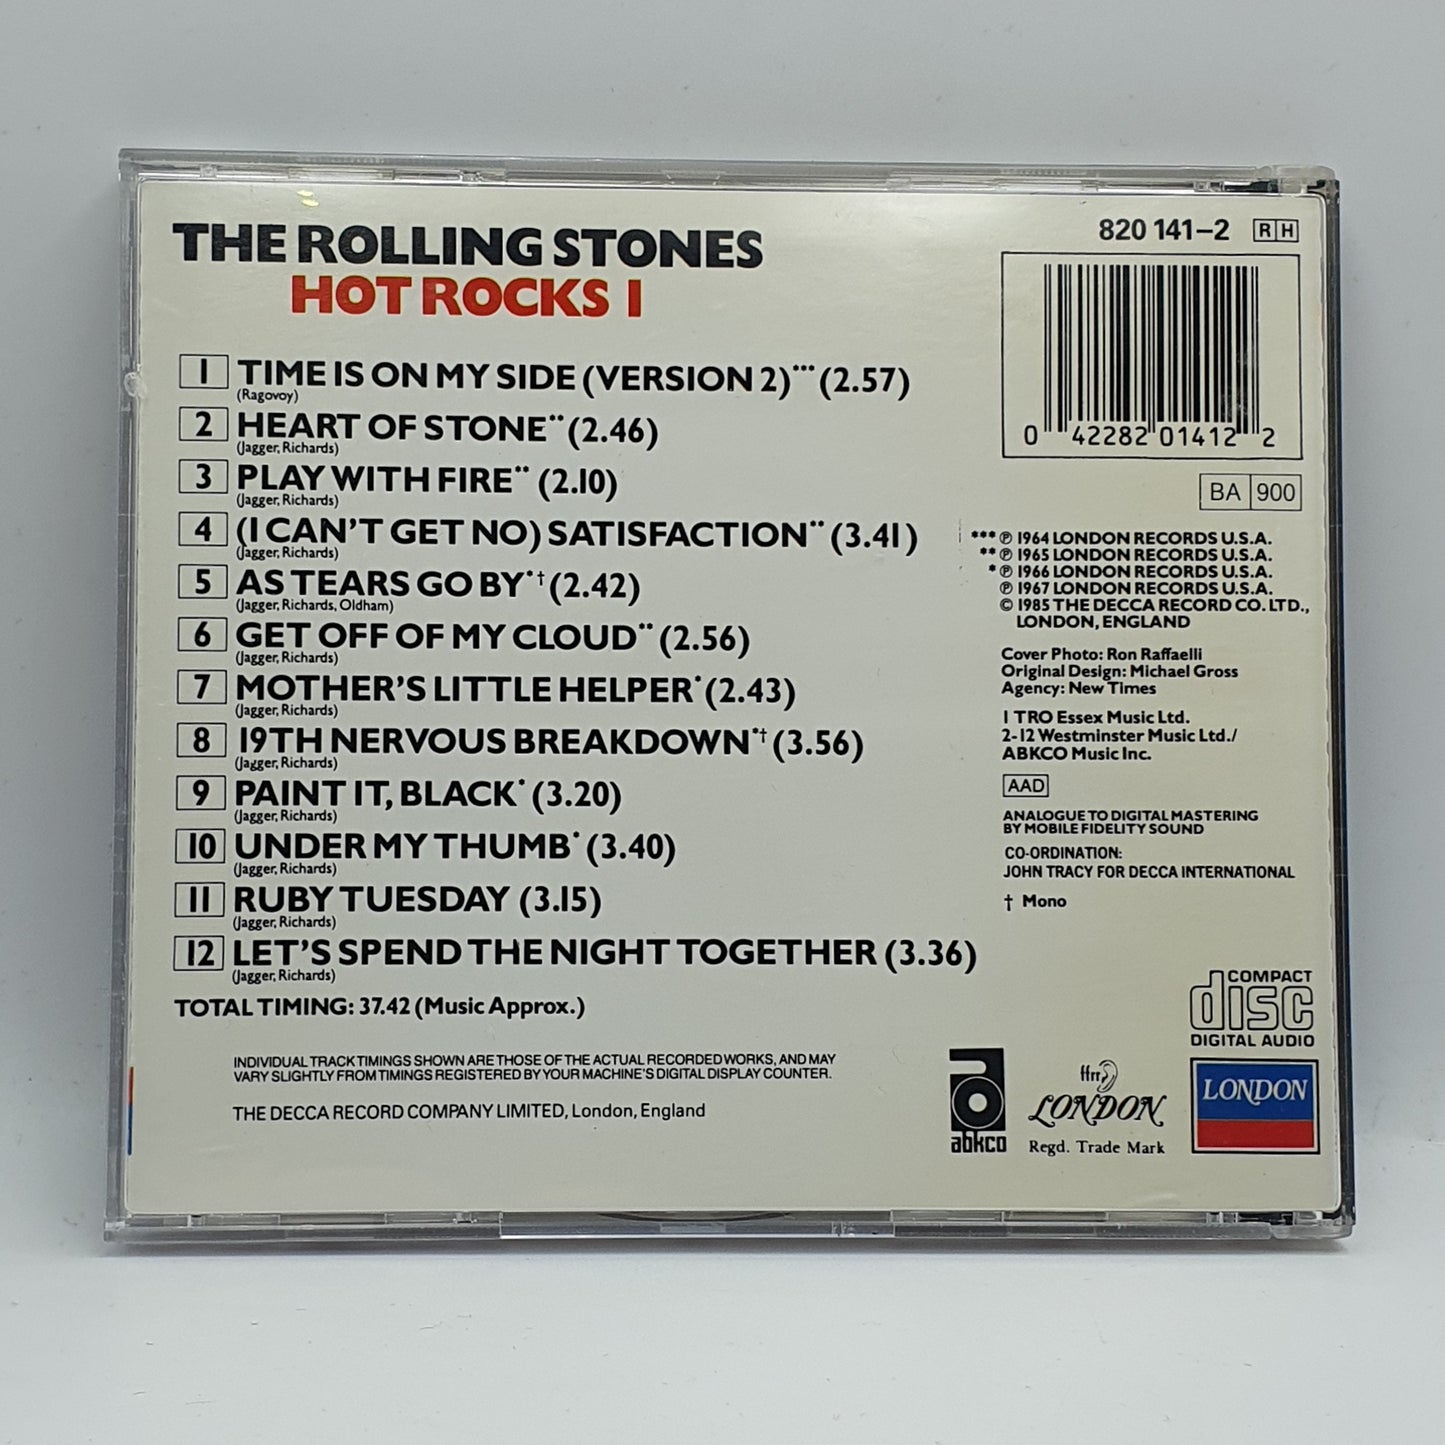 THE ROLLING STONES
HOT ROCKS 1
1 TIME IS ON MY SIDE (VERSION 2)*** (2.57)
(Ragovoy)
2 HEART OF STONE** (2.46)
(Jagger, Richards)
3 PLAY WITH FIRE** (2.10)
(Jagger, Richards)
4 (I CAN'T GET NO) SATISFACTION** (3.41)
(Jagger, Richards)
5 AS TEARS GO BY*† (2.42)
(Jagger, Richards, Oldham)
6 GET OFF OF MY CLOUD** (2.56)
(Jagger, Richards)
7 MOTHER'S LITTLE HELPER* (2.43)
(Jagger, Richards)
8 19TH NERVOUS BREAKDOWN*† (3.56)
(Jagger, Richards)
9 PAINT IT, BLACK* (3.20)
(Jagger, Richards)
10 UNDER MY THUMB* (3.40)
(Jagger, Richards)
11 RUBY TUESDAY (3.15)
(Jagger, Richards)
12 LET'S SPEND THE NIGHT TOGETHER (3.36)
(Jagger, Richards)
TOTAL TIMING: 37.42 (Music Approx.)
INDIVIDUAL TRACK TIMINGS SHOWN ARE THOSE OF THE ACTUAL RECORDED WORKS, AND MAY
VARY SLIGHTLY FROM TIMINGS REGISTERED BY YOUR MACHINE'S DIGITAL DISPLAY COUNTER.
THE DECCA RECORD COMPANY LIMITED, London, England
820 141-2 R H
0 42282 01412 2
BA 900
*** ℗ 1964 LONDON RECORDS U.S.A.
** ℗ 1965 LONDON RECORDS U.S.A.
* ℗ 1966 LONDON RECORDS U.S.A.
℗ 1967 LONDON RECORDS U.S.A.
© 1985 THE DECCA RECORD CO. LTD.,
LONDON, ENGLAND
Cover Photo: Ron Raffaelli
Original Design: Michael Gross
Agency: New Times
1 TRO Essex Music Ltd.
2-12 Westminster Music Ltd./
ABKCO Music Inc.
AAD
ANALOGUE TO DIGITAL MASTERING
BY MOBILE FIDELITY SOUND
CO-ORDINATION:
JOHN TRACY FOR DECCA INTERNATIONAL
† Mono
COMPACT
disc
DIGITAL AUDIO
abkco
ffrr
LONDON
Regd. Trade Mark
LONDON